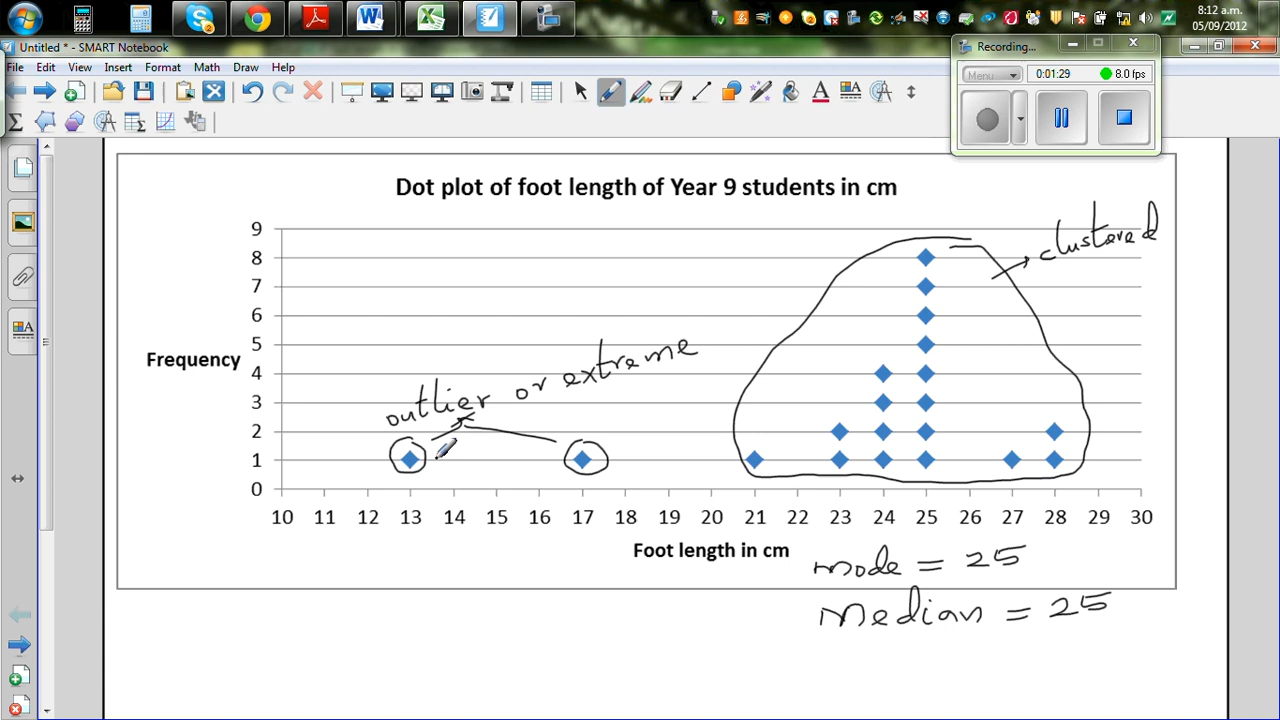 8:12 a.m.
05/09/2012
Untitled * - SMART Notebook
Recording...
File Edit View Insert Format Math Draw Help
Menu
0:01:29
8.0 fps
Dot plot of foot length of Year 9 students in cm
clustered
9
8
7
6
5
4
3
2
1
0
Frequency
outlier or extreme
10 11 12 13 14 15 16 17 18 19 20 21 22 23 24 25 26 27 28 29 30
Foot length in cm
mode = 25
Median = 25